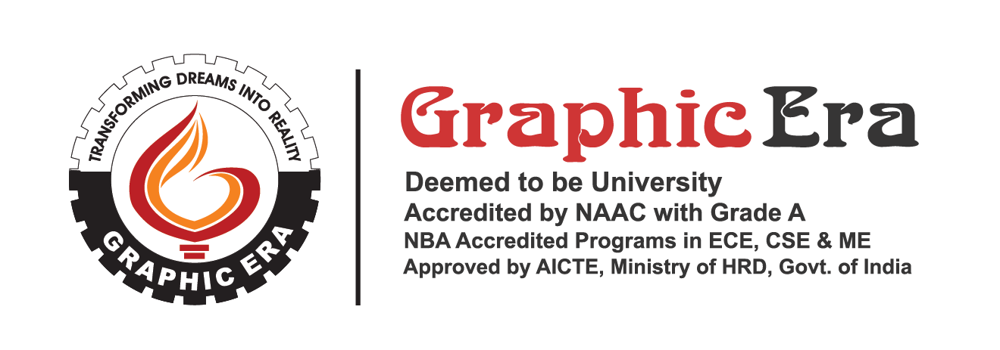 TRANSFORMING DREAMS INTO REALITY
GRAPHIC ERA
Graphic Era
Deemed to be University
Accredited by NAAC with Grade A
NBA Accredited Programs in ECE, CSE & ME
Approved by AICTE, Ministry of HRD, Govt. of India